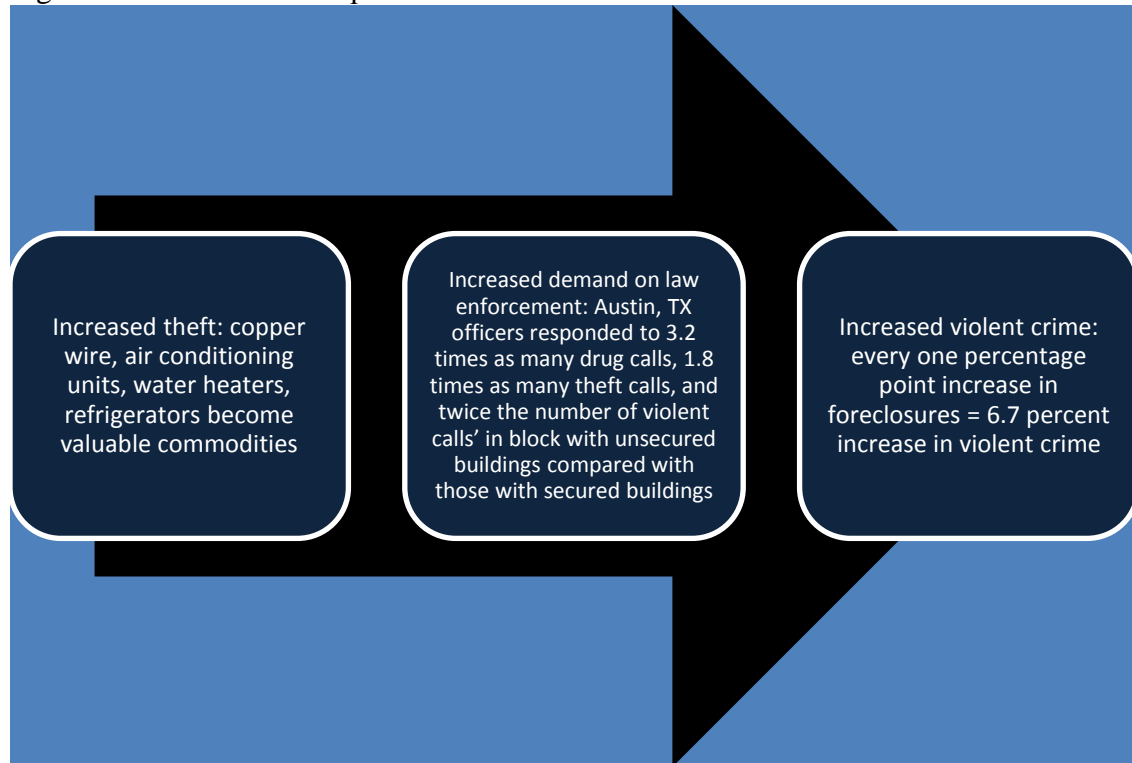 Increased theft: copper
wire, air conditioning
units, water heaters,
refrigerators become
valuable commodities
Increased demand on law
enforcement: Austin, TX
officers responded to 3.2
times as many drug calls, 1.8
times as many theft calls, and
twice the number of violent
calls’ in block with unsecured
buildings compared with
those with secured buildings
Increased violent crime:
every one percentage
point increase in
foreclosures = 6.7 percent
increase in violent crime